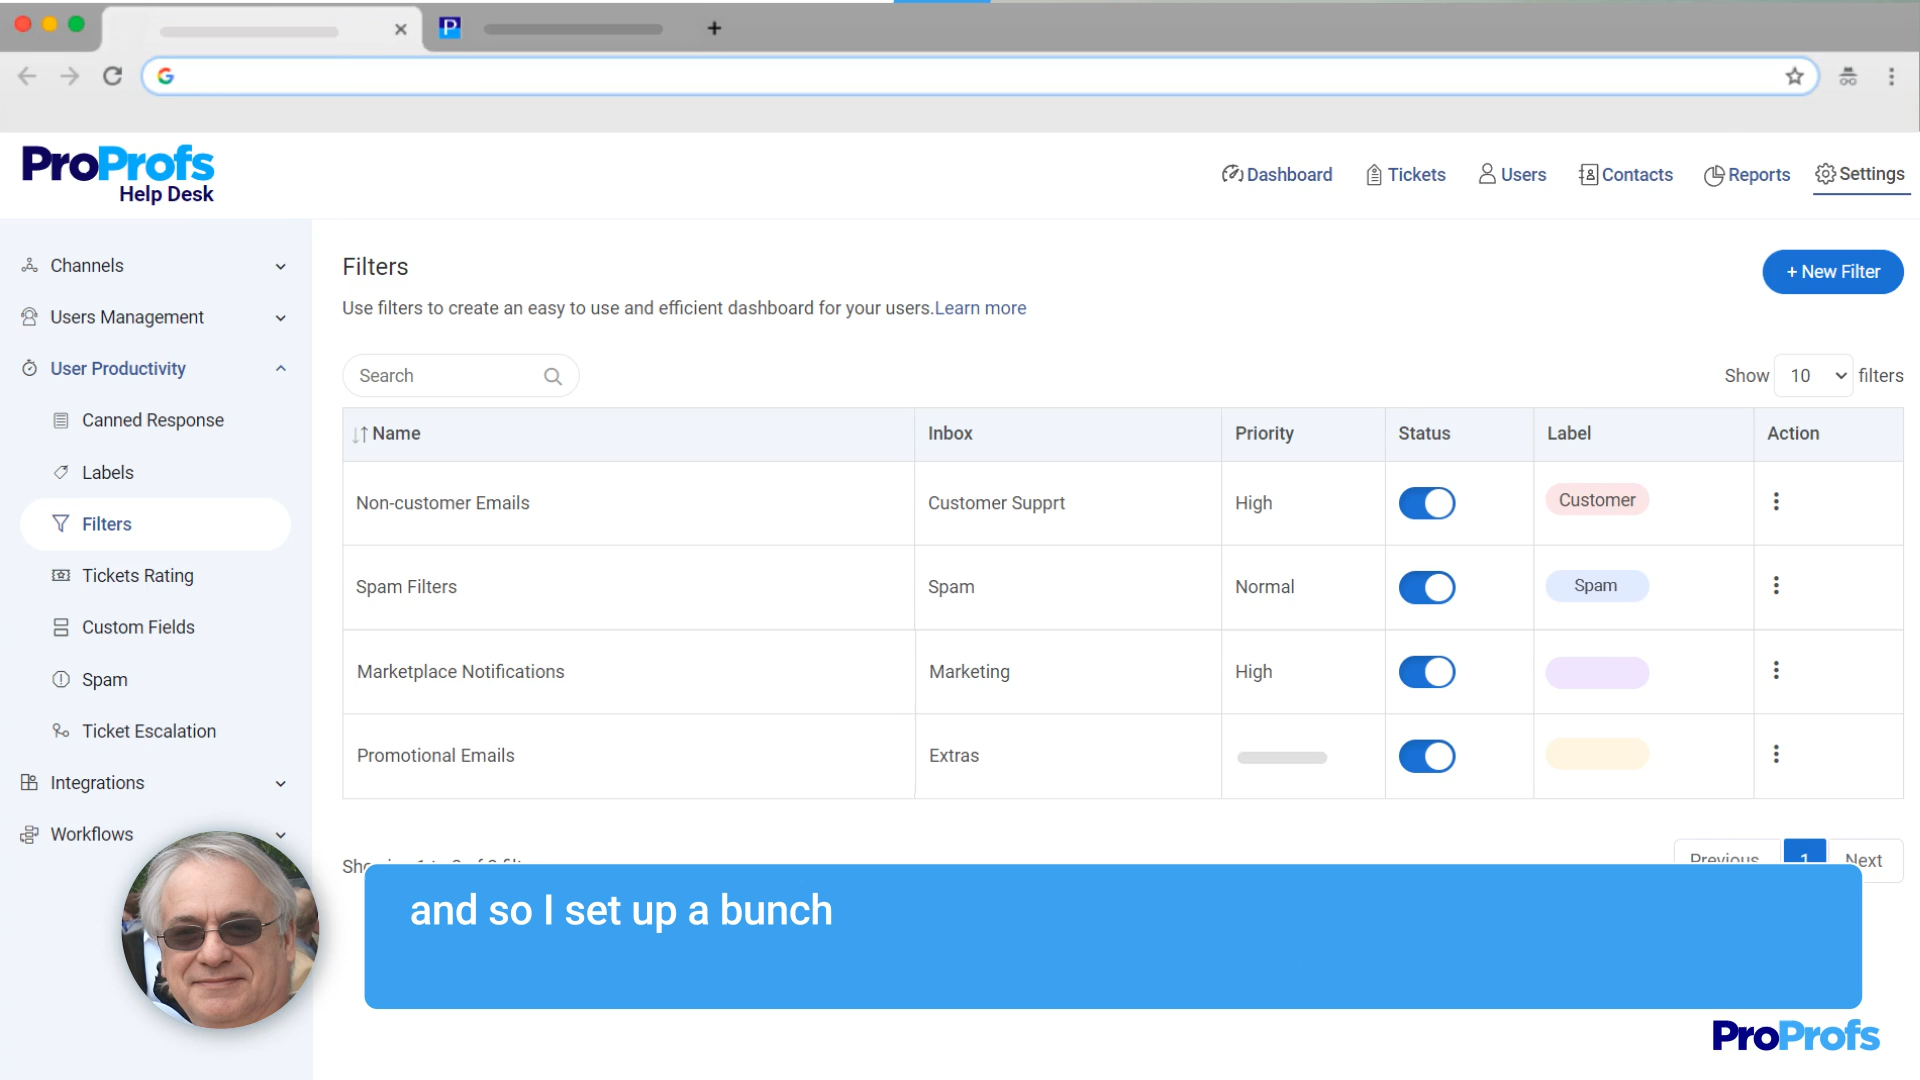 P
ProProfs
Help Desk
Dashboard
Tickets
Users
Contacts
Reports
Settings
Channels
Users Management
User Productivity
Canned Response
Labels
Filters
Tickets Rating
Custom Fields
Spam
Ticket Escalation
Integrations
Workflows
Filters
+ New Filter
Use filters to create an easy to use and efficient dashboard for your users.Learn more
Search
Show 10 filters
Name Inbox Priority Status Label Action
Non-customer Emails Customer Supprt High Customer
Spam Filters Spam Normal Spam
Marketplace Notifications Marketing High
Promotional Emails Extras
Previous 1 Next
and so I set up a bunch
ProProfs